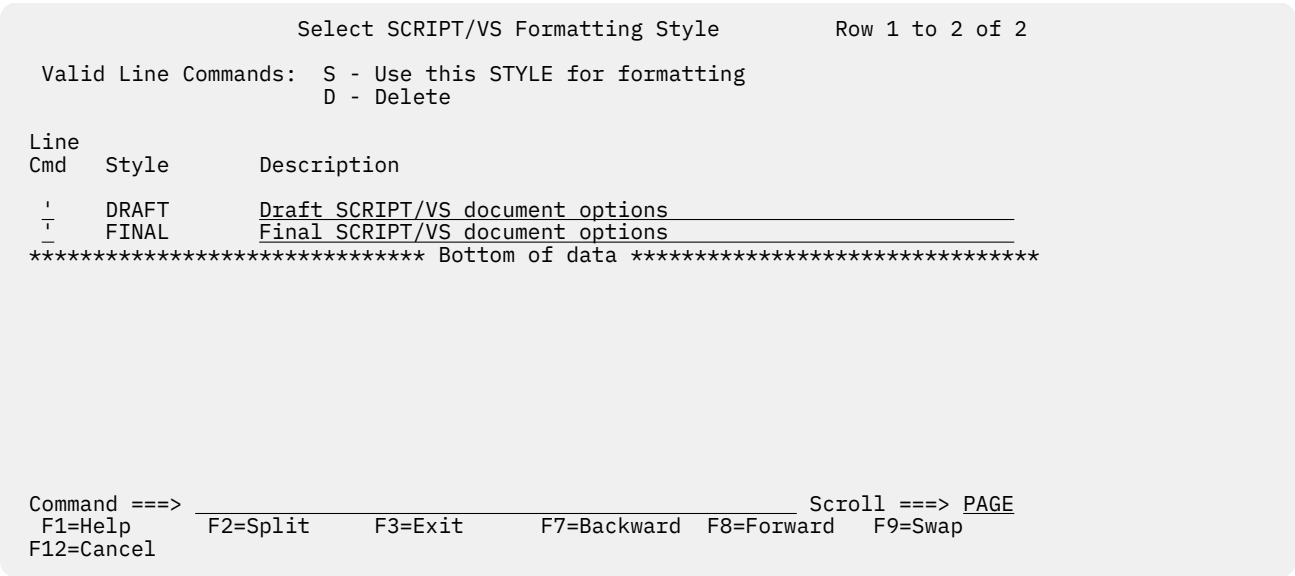 Select SCRIPT/VS Formatting Style         Row 1 to 2 of 2
Valid Line Commands:  S - Use this STYLE for formatting
D - Delete
Line
Cmd   Style       Description
'    DRAFT       Draft SCRIPT/VS document options
'    FINAL       Final SCRIPT/VS document options
******************************* Bottom of data ********************************
Command ===> _______________________________________________ Scroll ===> PAGE
F1=Help      F2=Split     F3=Exit      F7=Backward  F8=Forward   F9=Swap
F12=Cancel